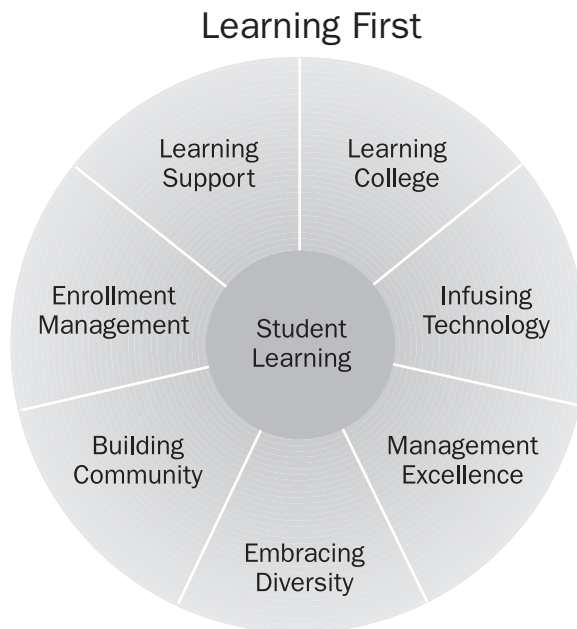 Learning First
Learning
Support
Learning
College
Enrollment
Management
Student
Learning
Infusing
Technology
Building
Community
Management
Excellence
Embracing
Diversity